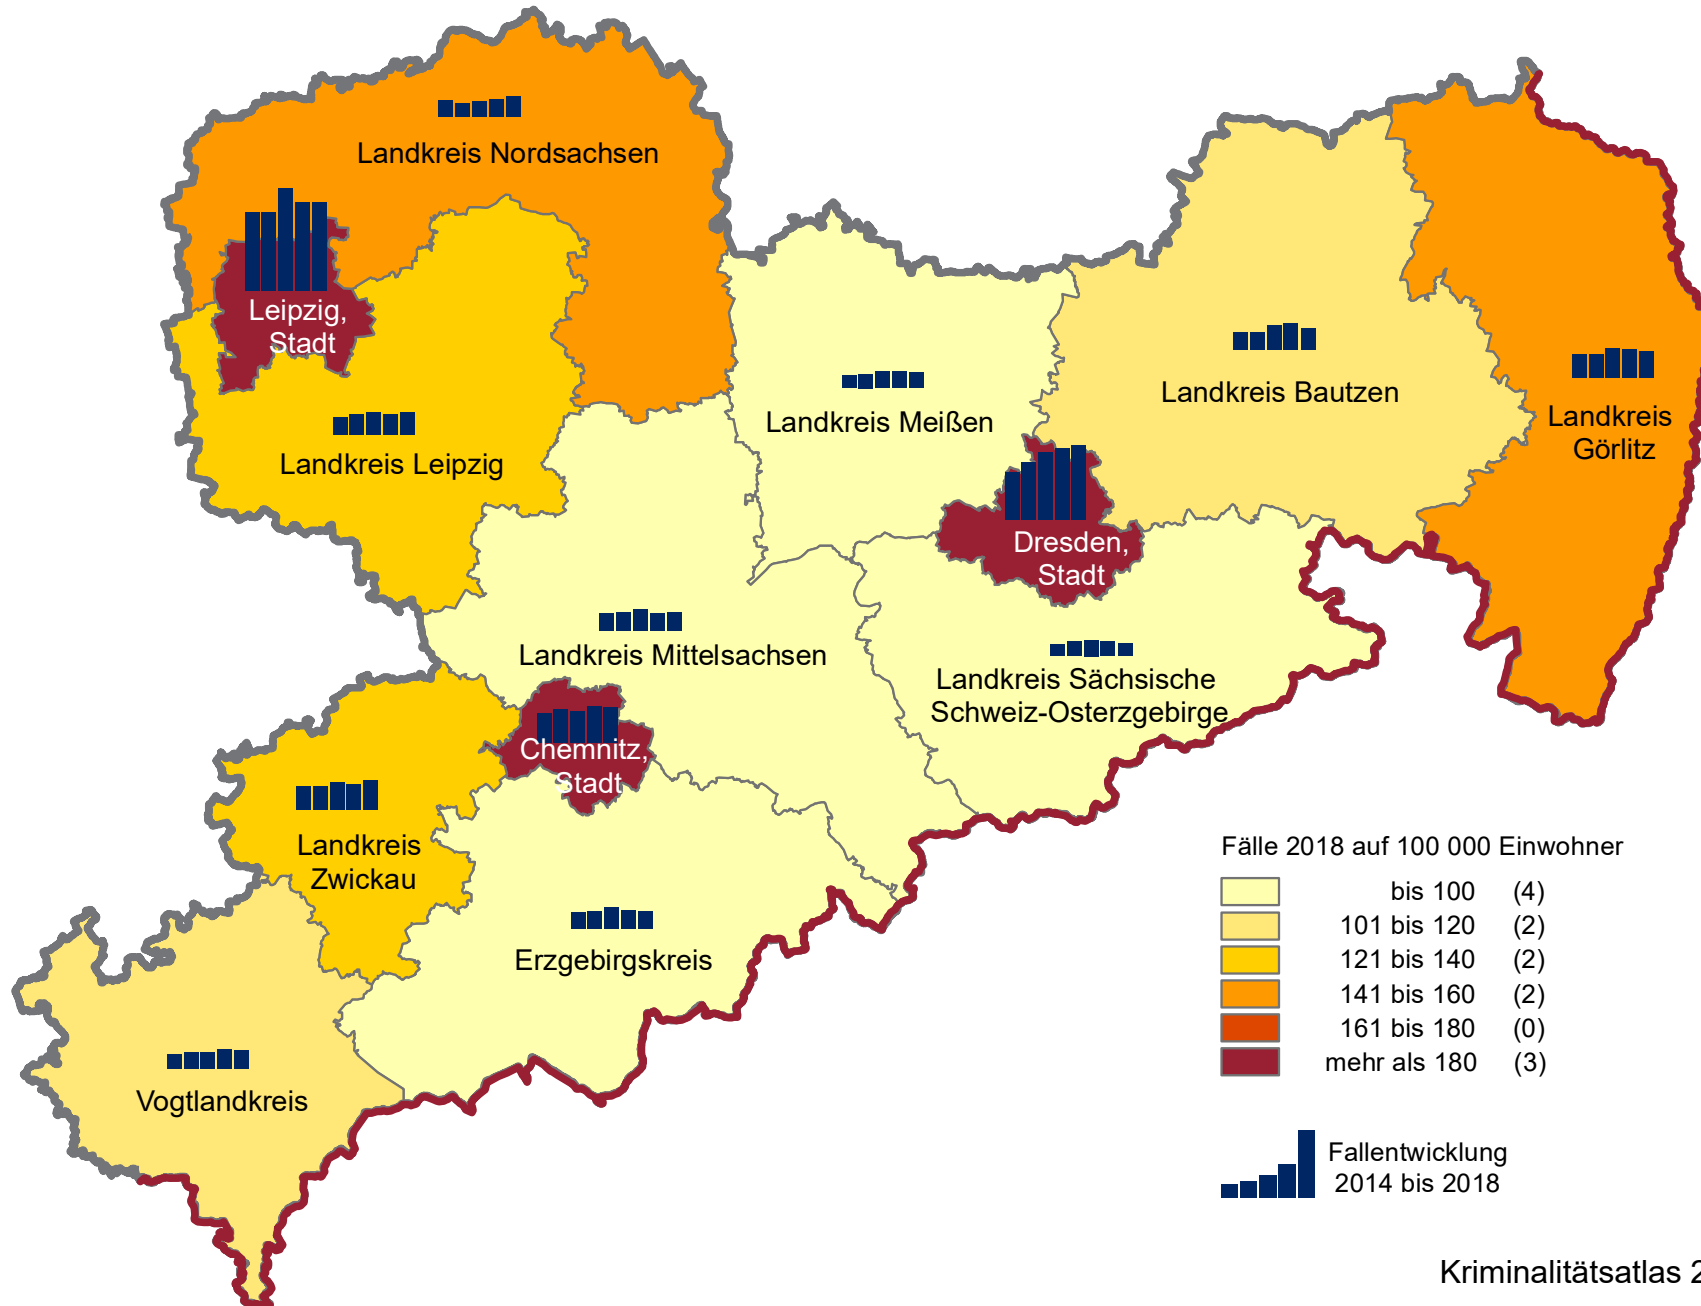 Landkreis Nordsachsen
Leipzig,
Stadt
Landkreis Leipzig
Landkreis Meißen
Landkreis Bautzen
Landkreis
Görlitz
Dresden,
Stadt
Landkreis Mittelsachsen
Landkreis Sächsische
Schweiz-Osterzgebirge
Chemnitz,
Stadt
Landkreis
Zwickau
Erzgebirgskreis
Vogtlandkreis
Fälle 2018 auf 100 000 Einwohner
bis 100 (4)
101 bis 120 (2)
121 bis 140 (2)
141 bis 160 (2)
161 bis 180 (0)
mehr als 180 (3)
Fallentwicklung
2014 bis 2018
Kriminalitätsatlas